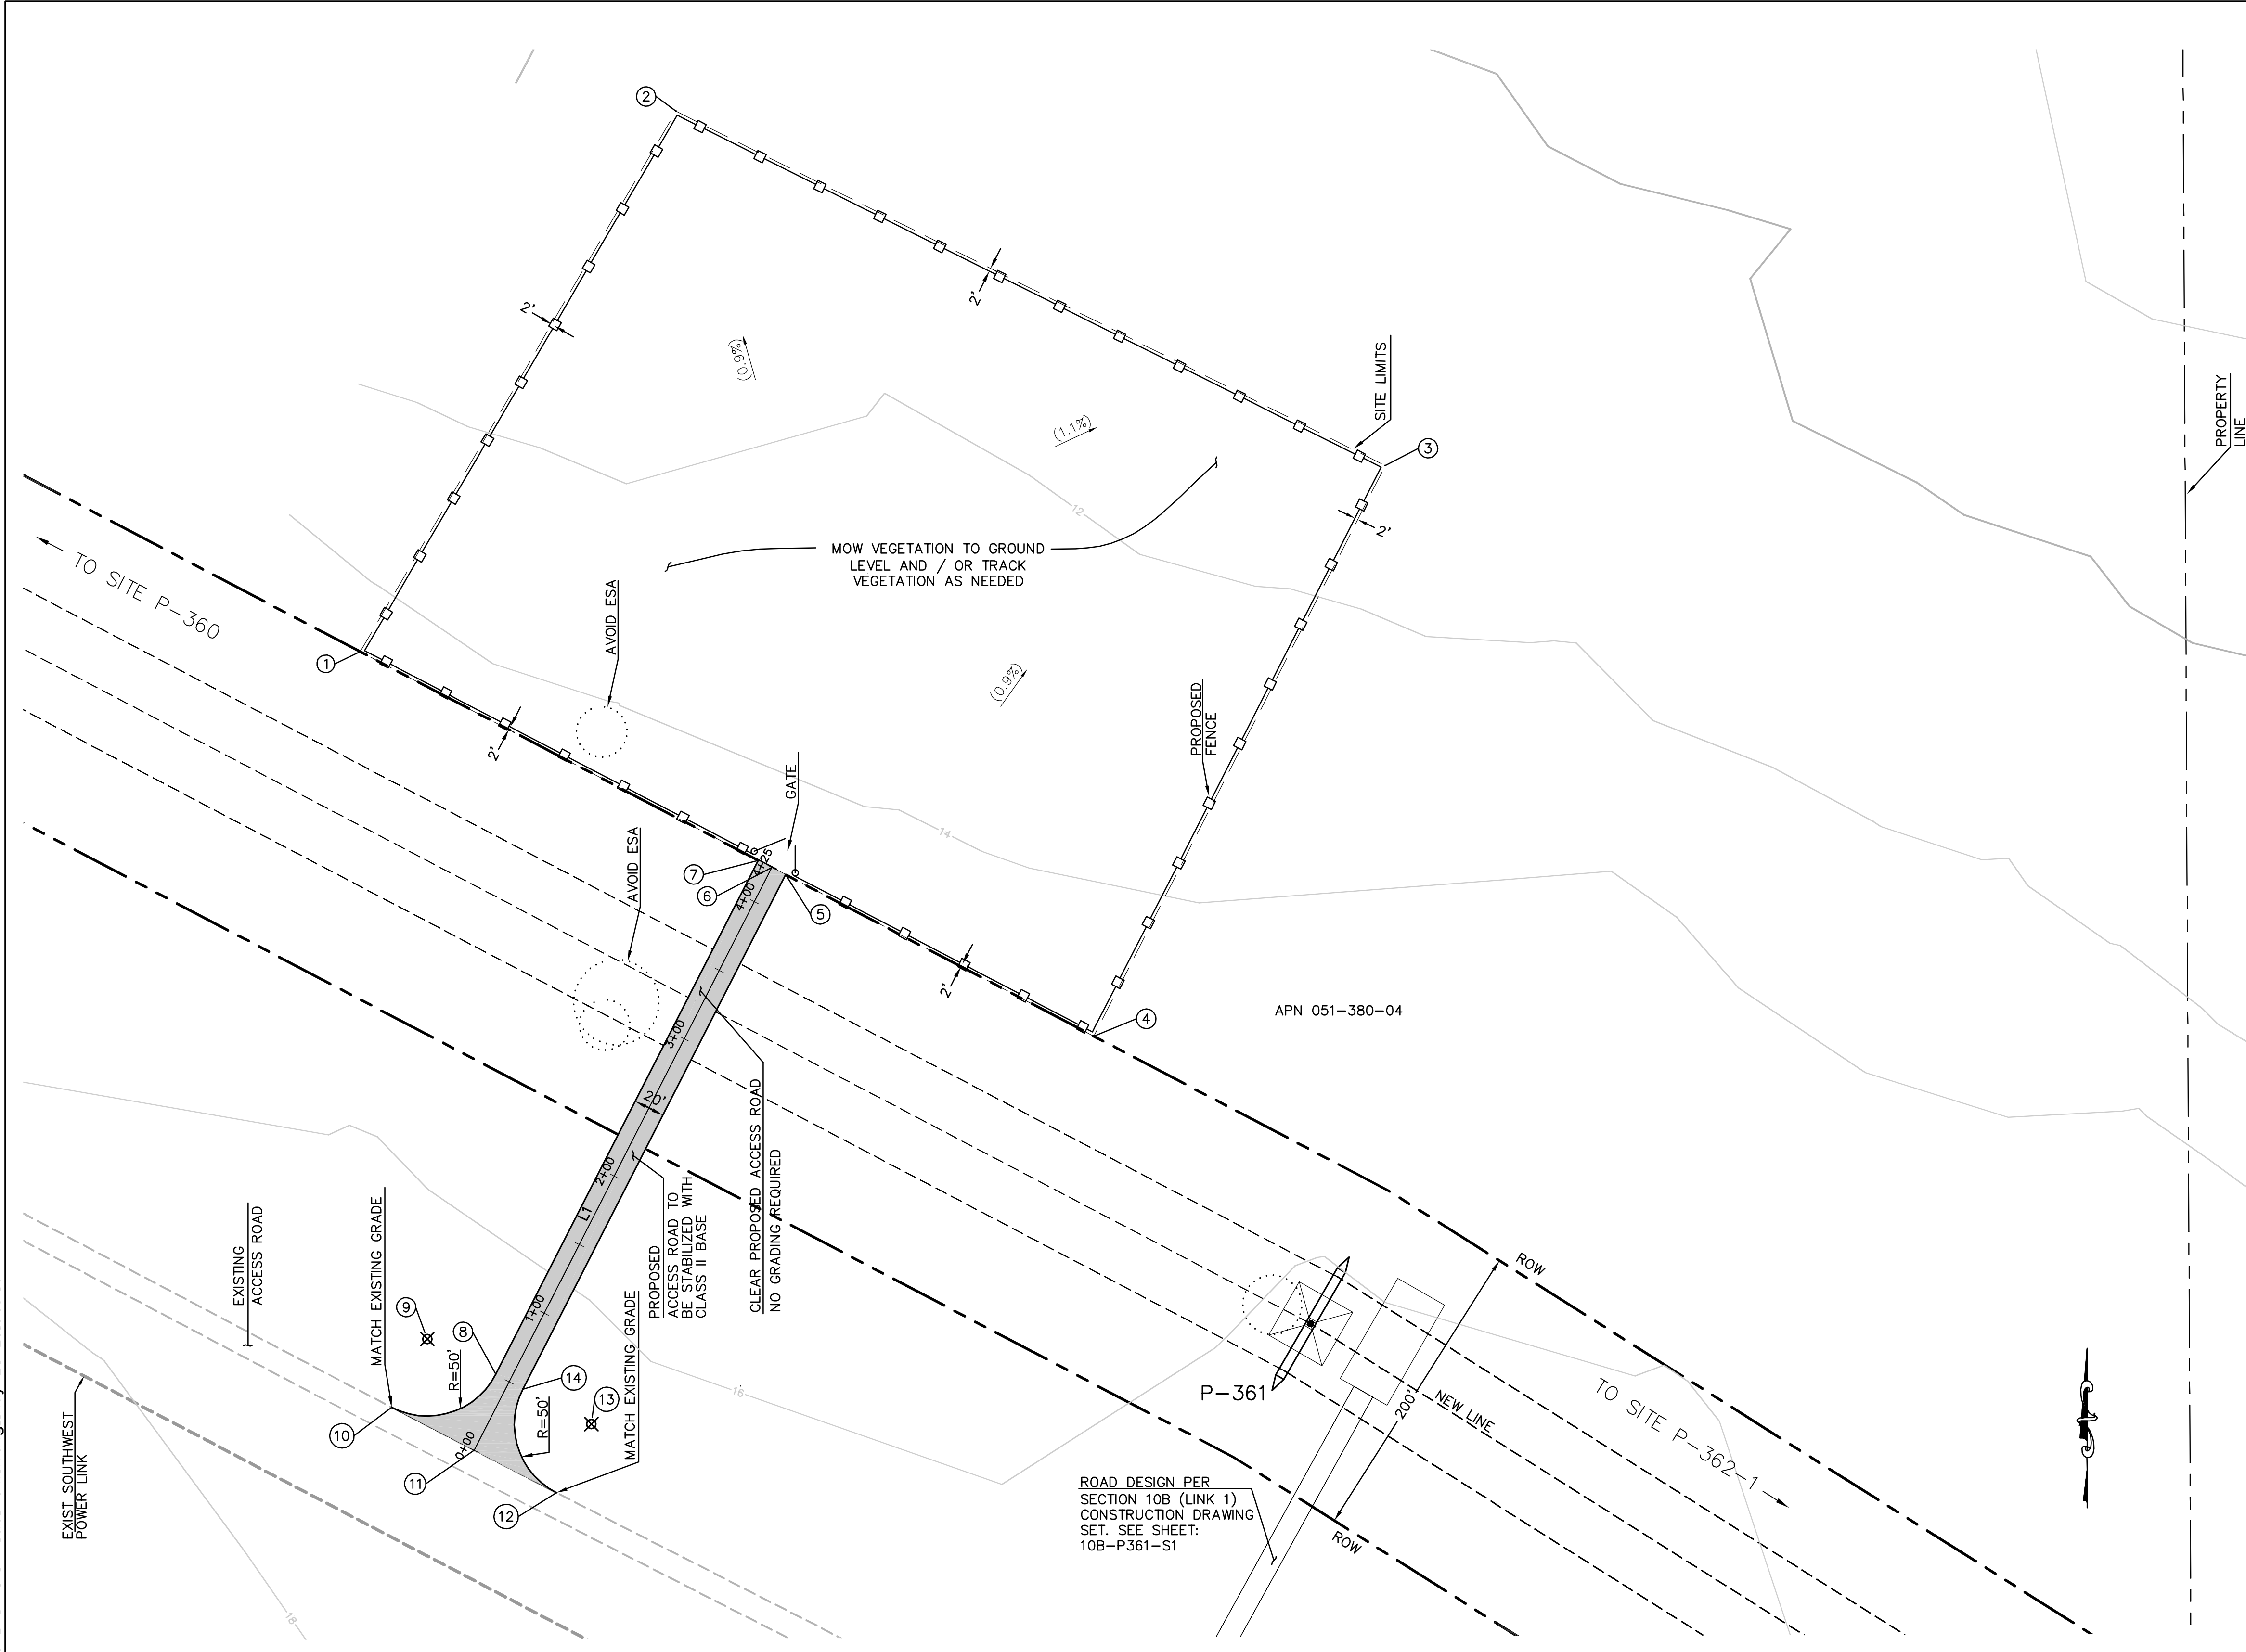 2
2'
2'
(0.9%)
(1.1%)
SITE LIMITS
3
2'
PROPERTY
LINE
12
MOW VEGETATION TO GROUND
LEVEL AND / OR TRACK
VEGETATION AS NEEDED
TO SITE P-360
AVOID ESA
1
(0.9%)
PROPOSED
FENCE
2'
GATE
14
AVOID ESA
7
6
5
4+25
4+00
2'
4
APN 051-380-04
3+00
20'
CLEAR PROPOSED ACCESS ROAD
NO GRADING REQUIRED
2+00
L1
PROPOSED
ACCESS ROAD TO
BE STABILIZED WITH
CLASS II BASE
EXISTING
ACCESS ROAD
MATCH EXISTING GRADE
9
8
1+00
R=50'
14
13
R=50'
MATCH EXISTING GRADE
16
10
0+00
11
12
EXIST SOUTHWEST
POWER LINK
18
P-361
ROW
200'
NEW LINE
TO SITE P-362-1
ROAD DESIGN PER
SECTION 10B (LINK 1)
CONSTRUCTION DRAWING
SET. SEE SHEET:
10B-P361-S1
ROW